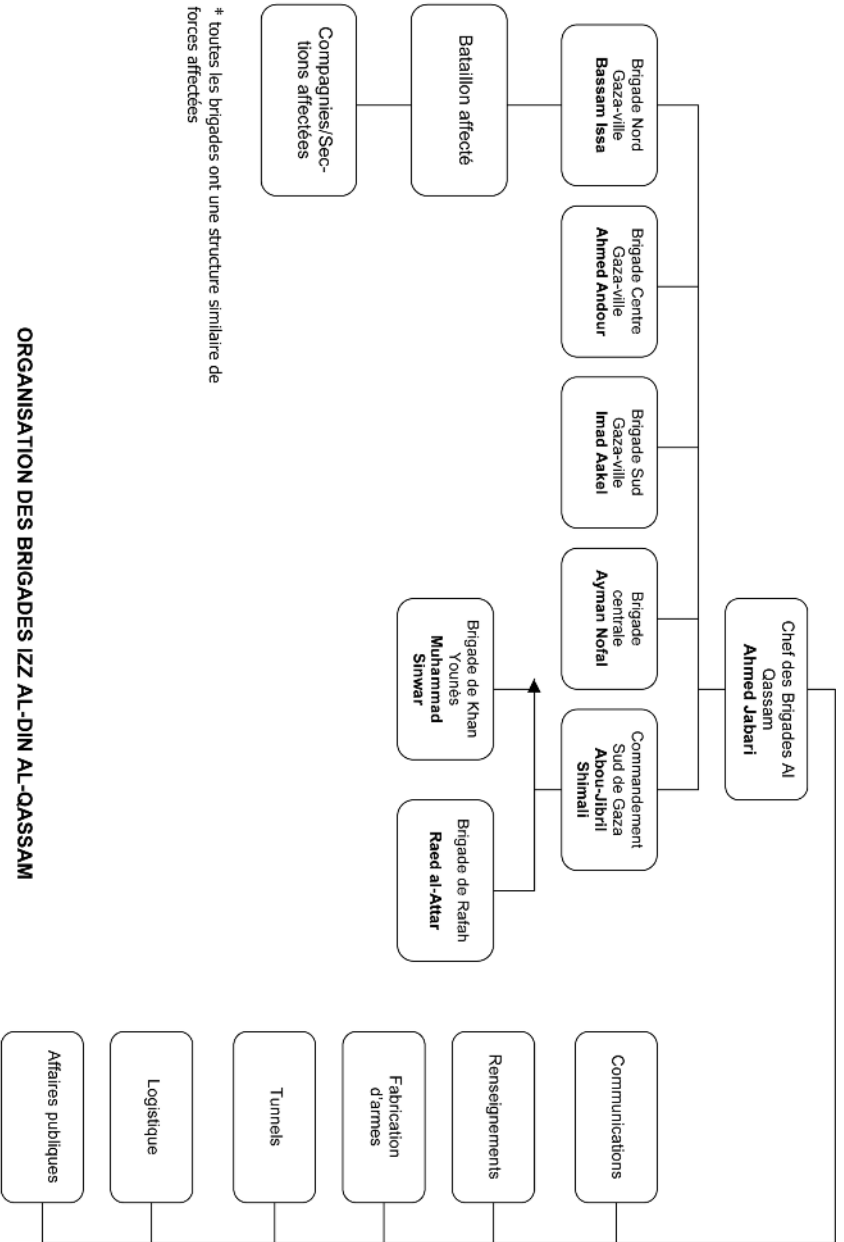 Chef des Brigades Al
Qassam
Ahmed Jabari
Brigade Nord
Gaza-ville
Bassam Issa
Brigade Centre
Gaza-ville
Ahmed Andour
Brigade Sud
Gaza-ville
Imad Aakel
Brigade
centrale
Ayman Nofal
Commandement
Sud de Gaza
Abou-Jibril
Shimali
Bataillon affecté
Compagnies/Sec-
tions affectées
Brigade de Khan
Younès
Muhammad
Sinwar
Brigade de Rafah
Raed al-Attar
Communications
Renseignements
Fabrication
d'armes
Tunnels
Logistique
Affaires publiques
* toutes les brigades ont une structure similaire de
forces affectées
ORGANISATION DES BRIGADES IZZ AL-DIN AL-QASSAM